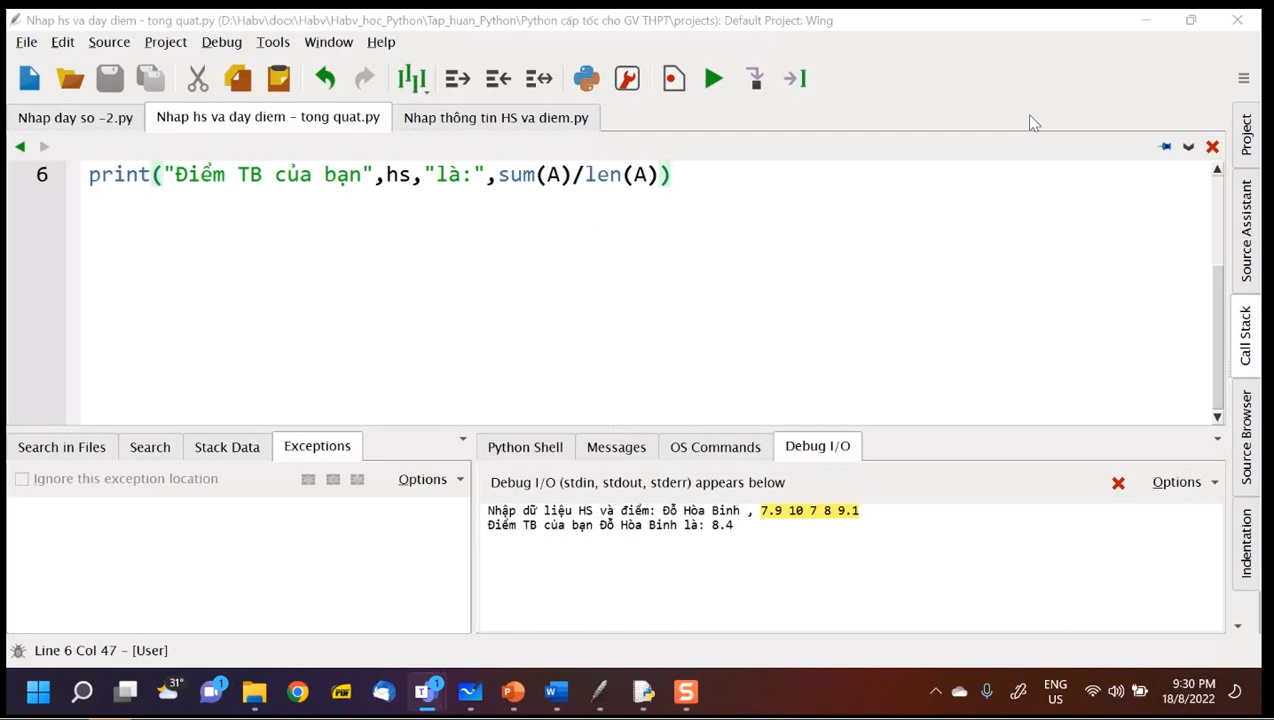 Nhap hs va day diem - tong quat.py (D:\Habv\docx\Habv\Habv_hoc_Python\Tap_huan_Python\Python cấp tốc cho GV THPT\projects): Default Project: Wing
File Edit Source Project Debug Tools Window Help
Nhap day so -2.py Nhap hs va day diem - tong quat.py Nhap thông tin HS va diem.py
6 print("Điểm TB của bạn",hs,"là:",sum(A)/len(A))
Project
Source Assistant
Call Stack
Source Browser
Indentation
Search in Files Search Stack Data Exceptions
Ignore this exception location Options
Python Shell Messages OS Commands Debug I/O
Debug I/O (stdin, stdout, stderr) appears below Options
Nhập dữ liệu HS và điểm: Đỗ Hòa Binh , 7.9 10 7 8 9.1
Điểm TB của bạn Đỗ Hòa Binh là: 8.4
Line 6 Col 47 - [User]
31° 1 PDF T 1 W S
ENG
US
9:30 PM
18/8/2022